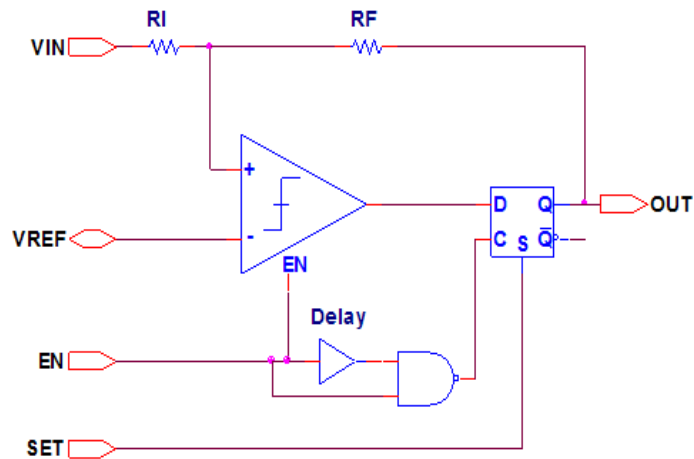 RI RF
VIN
+
D Q OUT
VREF - C S Q̅
EN
Delay
EN
SET